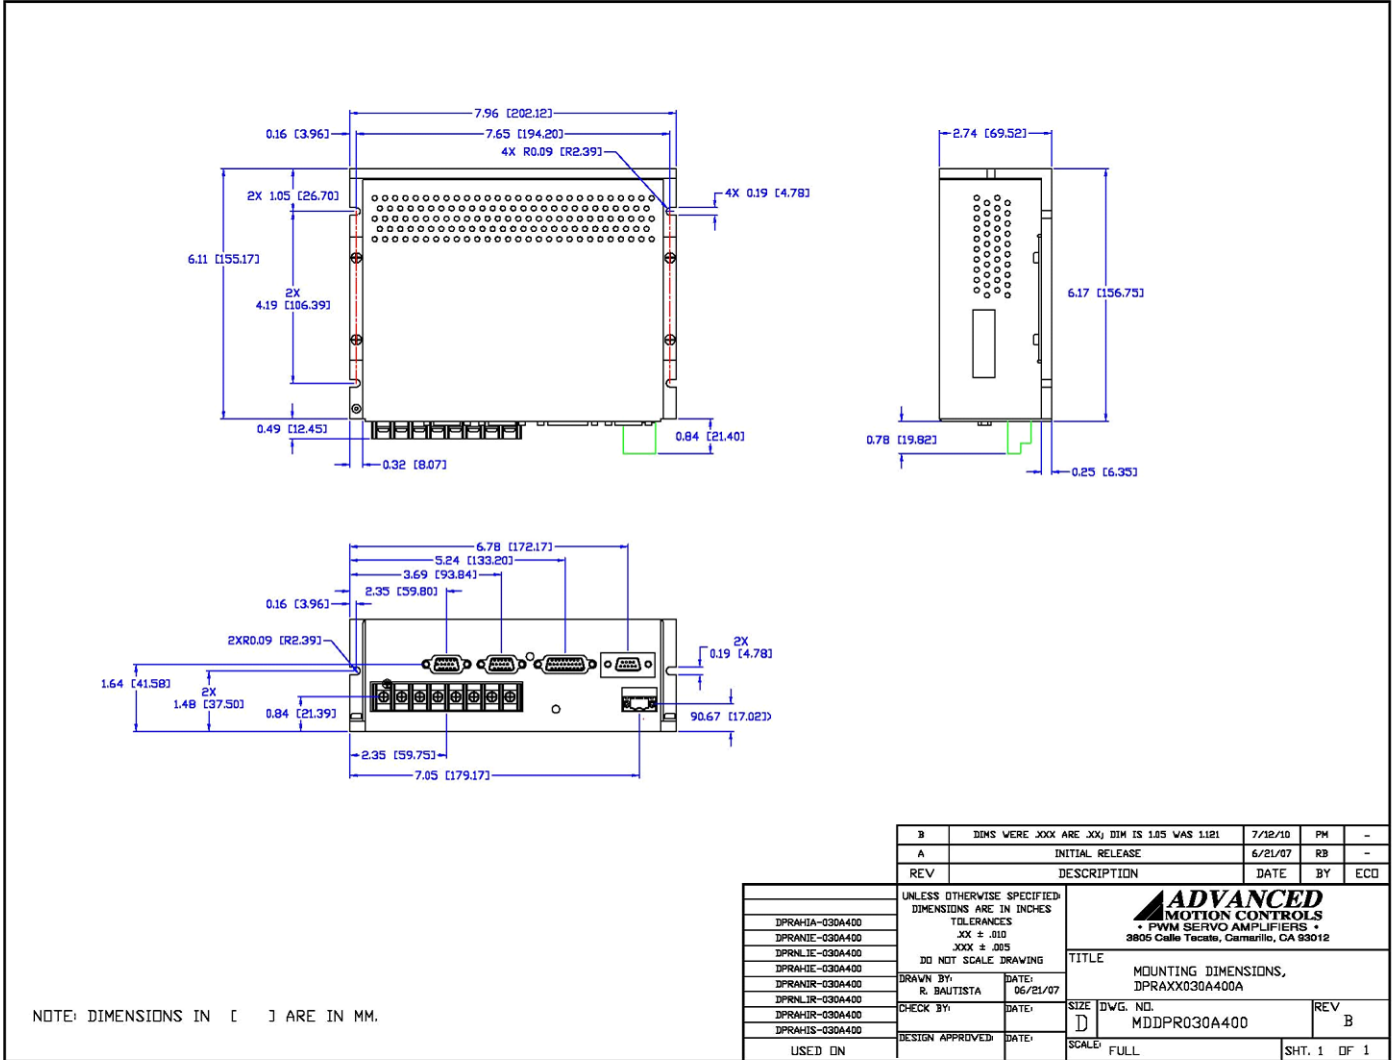 7.96 [202.12]
0.16 [3.96]
7.65 [194.20]
4X R0.09 [R2.39]
2X 1.05 [26.70]
4X 0.19 [4.78]
6.11 [155.17]
2X
4.19 [106.39]
0.49 [12.45]
0.84 [21.40]
0.32 [8.07]
2.74 [69.52]
6.17 [156.75]
0.78 [19.82]
0.25 [6.35]
6.78 [172.17]
5.24 [133.20]
3.69 [93.84]
2.35 [59.80]
0.16 [3.96]
2XR0.09 [R2.39]
2X
0.19 [4.78]
1.64 [41.58]
2X
1.48 [37.50]
0.84 [21.39]
90.67 [17.02]>
2.35 [59.75]
7.05 [179.17]
B DIMS WERE .XXX ARE .XX; DIM IS 1.05 WAS 1.121 7/12/10 PM -
A INITIAL RELEASE 6/21/07 RB -
REV DESCRIPTION DATE BY ECO
DPRAHIA-030A400
DPRANIE-030A400
DPRNLIE-030A400
DPRAHIE-030A400
DPRANIR-030A400
DPRNLIR-030A400
DPRAHIR-030A400
DPRAHIS-030A400
USED ON
UNLESS OTHERWISE SPECIFIED:
DIMENSIONS ARE IN INCHES
TOLERANCES
.XX ± .010
.XXX ± .005
DO NOT SCALE DRAWING
DRAWN BY: DATE:
R. BAUTISTA 06/21/07
CHECK BY: DATE:
DESIGN APPROVED: DATE:
ADVANCED
MOTION CONTROLS
• PWM SERVO AMPLIFIERS •
3805 Calle Tecate, Camarillo, CA 93012
TITLE
MOUNTING DIMENSIONS,
DPRAXX030A400A
SIZE DWG. NO. REV
D MDDPR030A400 B
SCALE: FULL SHT. 1 OF 1
NOTE: DIMENSIONS IN [ ] ARE IN MM.